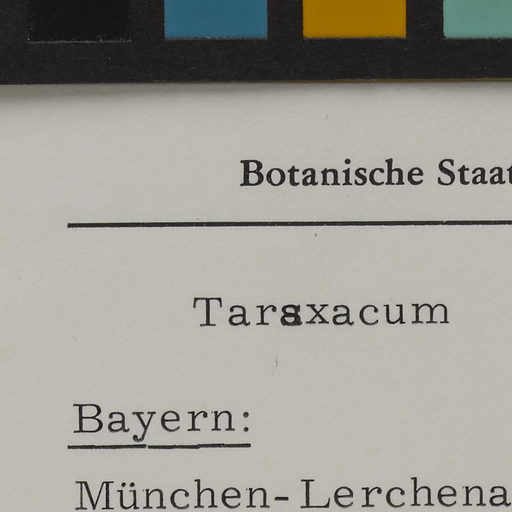 Botanische Staat
Taraxacum
Bayern:
München-Lerchena